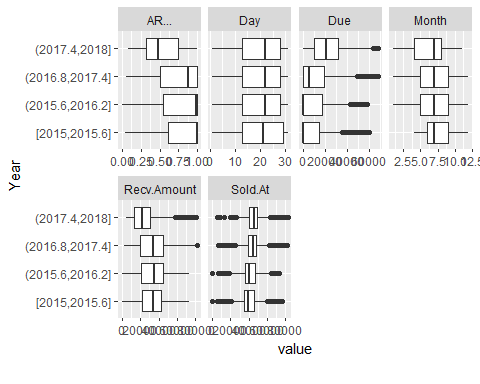 AR...
Day
Due
Month
(2017.4,2018]
(2016.8,2017.4]
(2015.6,2016.2]
[2015,2015.6]
0.00 0.25 0.50 0.75 1.00
0 10 20 30
2.5 5.0 7.5 10.0 12.5
Year
Recv.Amount
Sold.At
(2017.4,2018]
(2016.8,2017.4]
(2015.6,2016.2]
[2015,2015.6]
value